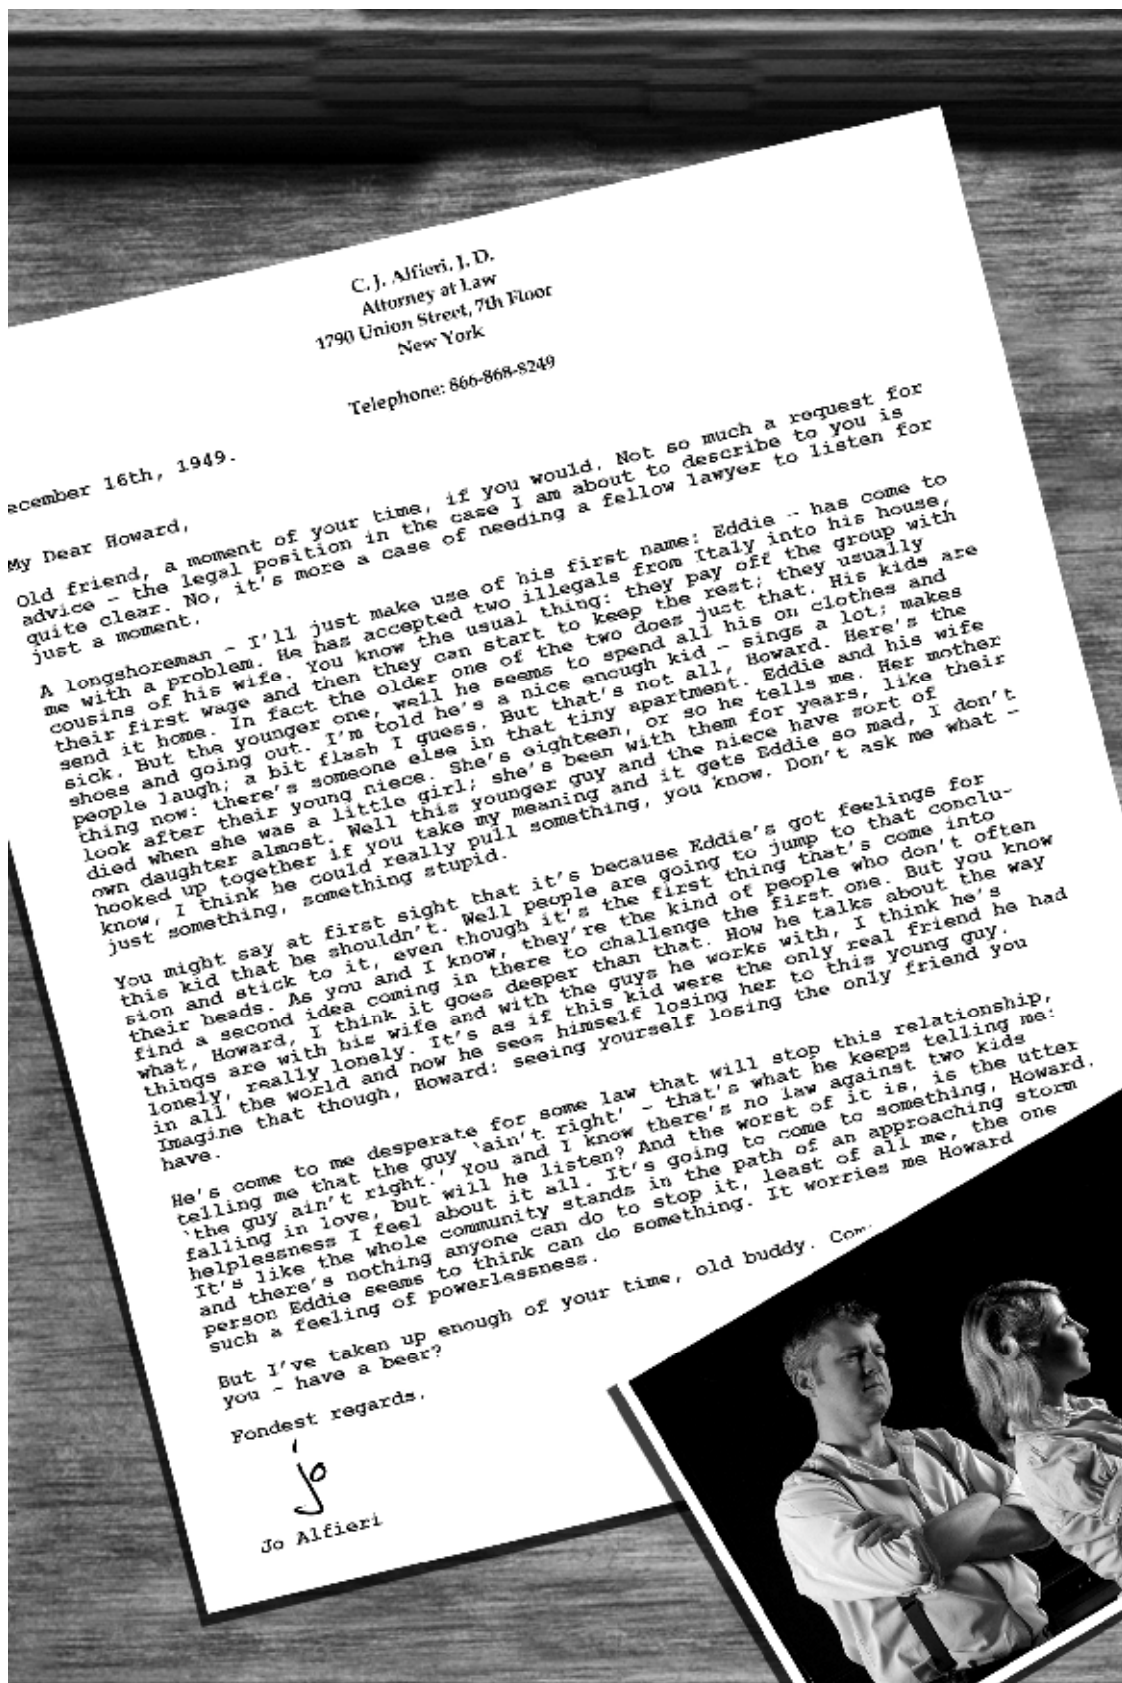 C. J. Alfieri, J. D.
Attorney at Law
1790 Union Street, 7th Floor
New York
Telephone: 866-868-8249
ecember 16th, 1949.
My Dear Howard,
Old friend, a moment of your time, if you would. Not so much a request for
advice – the legal position in the case I am about to describe to you is
quite clear. No, it's more a case of needing a fellow lawyer to listen for
just a moment.
A longshoreman – I'll just make use of his first name: Eddie – has come to
me with a problem. He has accepted two illegals from Italy into his house,
cousins of his wife. You know the usual thing: they pay off the group with
their first wage and then they can start to keep the rest; they usually
send it home. In fact the older one of the two does just that. His kids are
sick. But the younger one, well he seems to spend all his on clothes and
shoes and going out. I'm told he's a nice enough kid – sings a lot; makes
people laugh; a bit flash I guess. But that's not all, Howard. Here's the
thing now: there's someone else in that tiny apartment. Eddie and his wife
look after their young niece. She's eighteen, or so he tells me. Her mother
died when she was a little girl; she's been with them for years, like their
own daughter almost. Well this younger guy and the niece have sort of
hooked up together if you take my meaning and it gets Eddie so mad, I don't
know, I think he could really pull something, you know. Don't ask me what –
just something, something stupid.
You might say at first sight that it's because Eddie's got feelings for
this kid that he shouldn't. Well people are going to jump to that conclu-
sion and stick to it, even though it's the first thing that's come into
their heads. As you and I know, they're the kind of people who don't often
find a second idea coming in there to challenge the first one. But you know
what, Howard, I think it goes deeper than that. How he talks about the way
things are with his wife and with the guys he works with, I think he's
lonely, really lonely. It's as if this kid were the only real friend he had
in all the world and now he sees himself losing her to this young guy.
Imagine that though, Howard: seeing yourself losing the only friend you
have.
He's come to me desperate for some law that will stop this relationship,
telling me that the guy 'ain't right' – that's what he keeps telling me:
'the guy ain't right.' You and I know there's no law against two kids
falling in love, but will he listen? And the worst of it is, is the utter
helplessness I feel about it all. It's going to come to something, Howard.
It's like the whole community stands in the path of an approaching storm
and there's nothing anyone can do to stop it, least of all me, the one
person Eddie seems to think can do something. It worries me Howard
such a feeling of powerlessness.
But I've taken up enough of your time, old buddy. Com
you – have a beer?
Fondest regards,
jo
Jo Alfieri